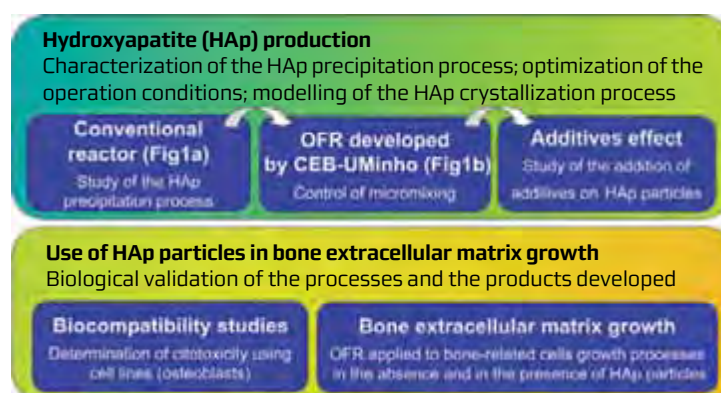 Hydroxyapatite (HAp) production
Characterization of the HAp precipitation process; optimization of the
operation conditions; modelling of the HAp crystallization process
Conventional
reactor (Fig1a)
Study of the HAp
precipitation process
OFR developed
by CEB-UMinho (Fig1b)
Control of micromixing
Additives effect
Study of the addition of
additives on HAp particles
Use of HAp particles in bone extracellular matrix growth
Biological validation of the processes and the products developed
Biocompatibility studies
Determination of citotoxicity using
cell lines (osteoblasts)
Bone extracellular matrix growth
OFR applied to bone-related cells growth processes
in the absence and in the presence of HAp particles